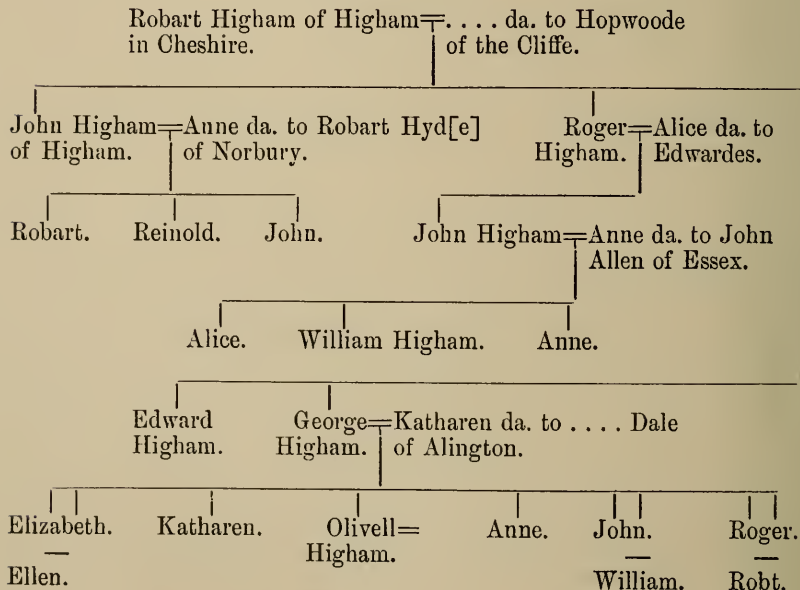 Robart Higham of Higham=. . . . da. to Hopwoode
in Cheshire. of the Cliffe.
John Higham=Anne da. to Robart Hyd[e]
of Higham. of Norbury.
Roger=Alice da. to
Higham. Edwardes.
Robart. Reinold. John.
John Higham=Anne da. to John
Allen of Essex.
Alice. William Higham. Anne.
Edward
Higham.
George=Katharen da. to . . . . Dale
Higham. of Alington.
Elizabeth. Katharen. Olivell= Anne. John. Roger.
Higham.
— — —
Ellen. William. Robt.